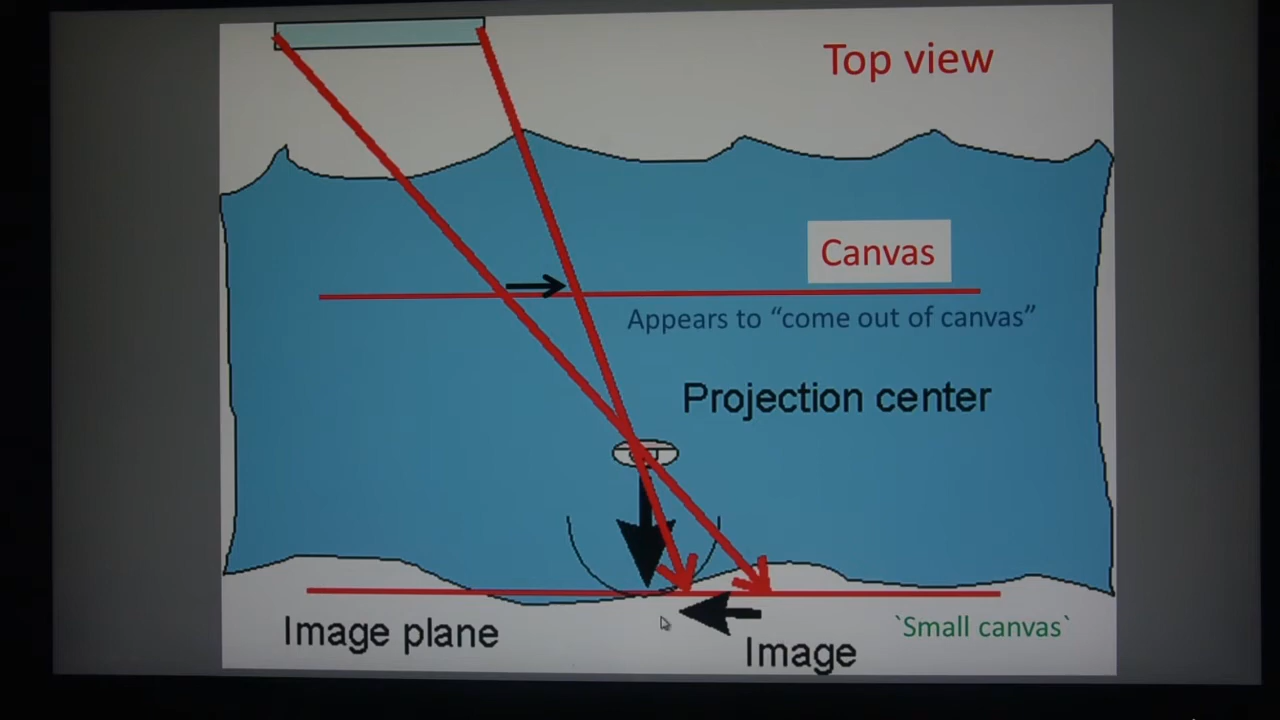 Top view
Canvas
Appears to “come out of canvas”
Projection center
Image plane
Image
`Small canvas`